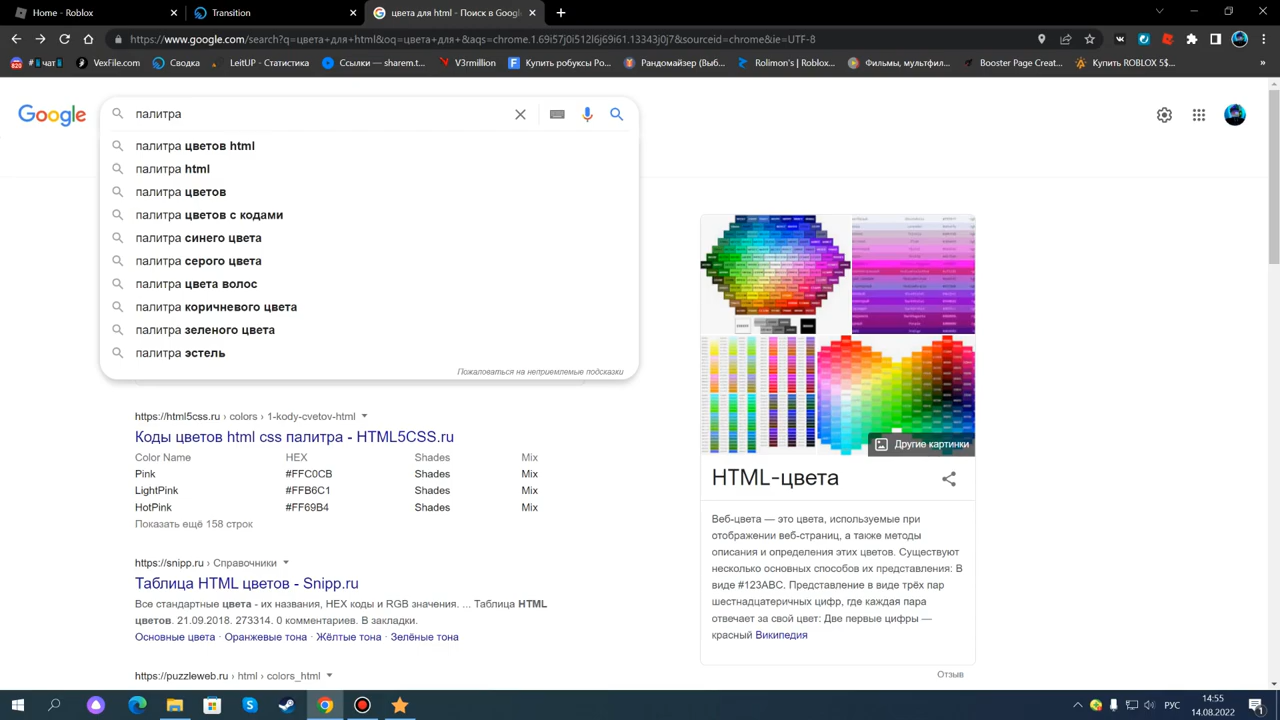 Home - Roblox
Transaction
цвета для html - Поиск в Google
https://www.google.com/search?q=цвета+для+html&oq=цвета+для+&aqs=chrome.1.69i57j0i512l6j69i61.13343j0j7&sourceid=chrome&ie=UTF-8
# чат
VexFile.com
Сводка
LeitUP - Статистика
Ссылки — sharem.t...
V3rmillion
Купить робуксы Ро...
Рандомайзер (Выб...
Rolimon's | Roblox...
Фильмы, мультфил...
Booster Page Creat...
Купить ROBLOX 5$...
»
Google
палитра
палитра цветов html
палитра html
палитра цветов
палитра цветов с кодами
палитра синего цвета
палитра серого цвета
палитра цвета волос
палитра коричневого цвета
палитра зеленого цвета
палитра эстель
Пожаловаться на неприемлемые подсказки
https://html5css.ru › colors › 1-kody-cvetov-html
Коды цветов html css палитра - HTML5CSS.ru
Color Name HEX Shades Mix
Pink #FFC0CB Shades Mix
LightPink #FFB6C1 Shades Mix
HotPink #FF69B4 Shades Mix
Показать ещё 158 строк
https://snipp.ru › Справочники
Таблица HTML цветов - Snipp.ru
Все стандартные цвета - их названия, HEX коды и RGB значения. ... Таблица HTML
цветов. 21.09.2018. 273314. 0 комментариев. В закладки.
Основные цвета · Оранжевые тона · Жёлтые тона · Зелёные тона
https://puzzleweb.ru › html › colors_html
Другие картинки
HTML-цвета
Веб-цвета — это цвета, используемые при
отображении веб-страниц, а также методы
описания и определения этих цветов. Существуют
несколько основных способов их представления: В
виде #123ABC. Представление в виде трёх пар
шестнадцатеричных цифр, где каждая пара
отвечает за свой цвет: Две первые цифры —
красный Википедия
Отзыв
РУС
14:55
14.08.2022
1